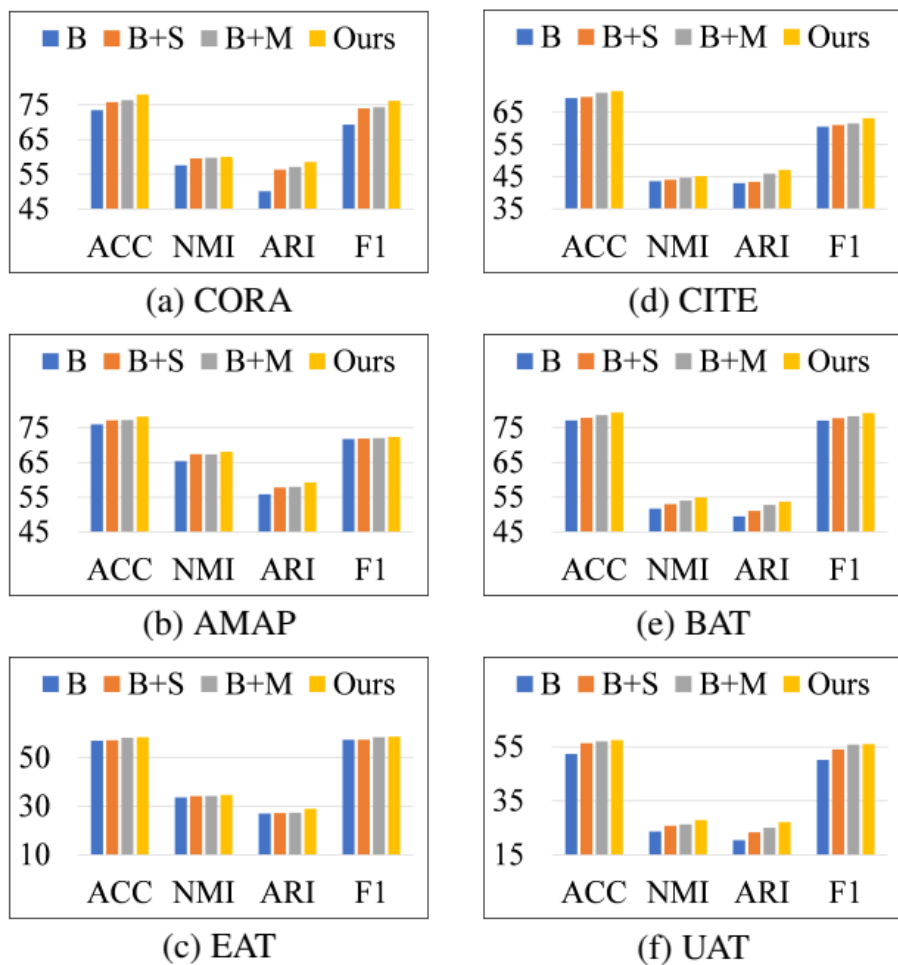 B B+S B+M Ours
75
65
55
45
ACC NMI ARI F1
(a) CORA
B B+S B+M Ours
65
55
45
35
ACC NMI ARI F1
(d) CITE
B B+S B+M Ours
75
65
55
45
ACC NMI ARI F1
(b) AMAP
B B+S B+M Ours
75
65
55
45
ACC NMI ARI F1
(e) BAT
B B+S B+M Ours
50
30
10
ACC NMI ARI F1
(c) EAT
B B+S B+M Ours
55
35
15
ACC NMI ARI F1
(f) UAT